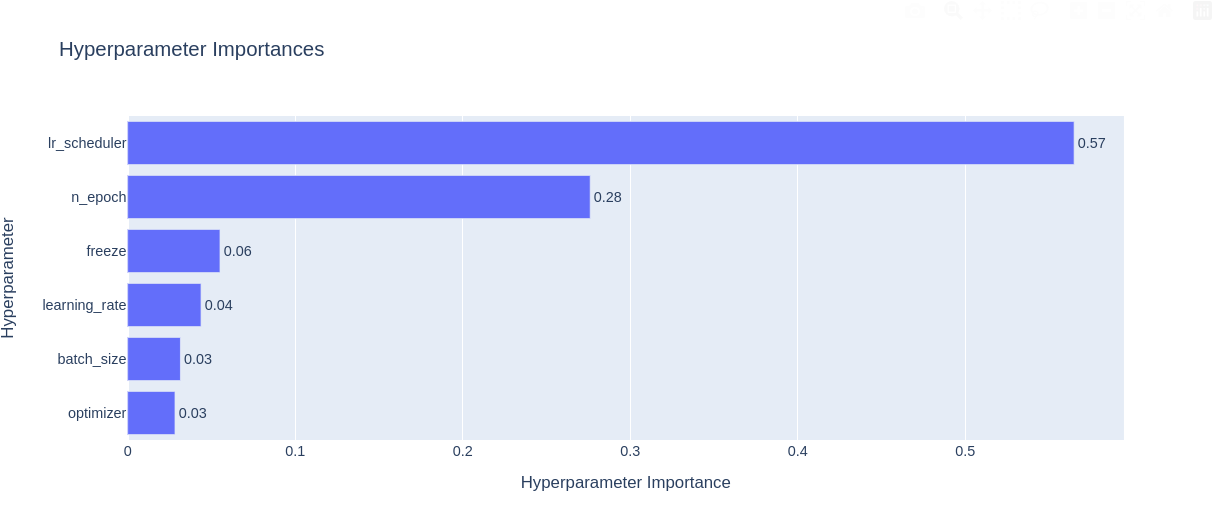 Hyperparameter Importances
Hyperparameter
lr_scheduler 0.57
n_epoch 0.28
freeze 0.06
learning_rate 0.04
batch_size 0.03
optimizer 0.03
0 0.1 0.2 0.3 0.4 0.5
Hyperparameter Importance